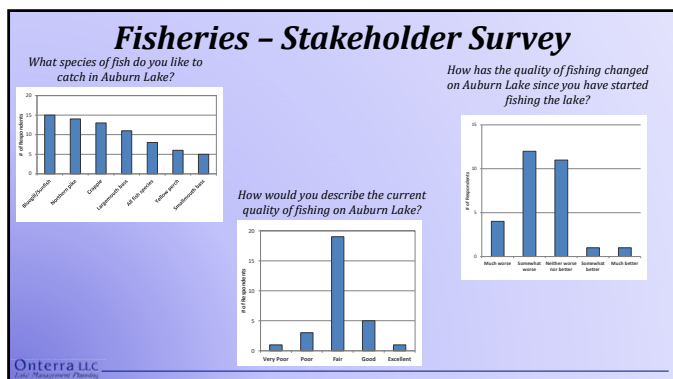 Fisheries – Stakeholder Survey
What species of fish do you like to
catch in Auburn Lake?
# of Respondents
20
15
10
5
0
Bluegill/Sunfish
Northern pike
Crappie
Largemouth bass
All fish species
Yellow perch
Smallmouth bass
How would you describe the current
quality of fishing on Auburn Lake?
# of Respondents
20
15
10
5
0
Very Poor
Poor
Fair
Good
Excellent
How has the quality of fishing changed
on Auburn Lake since you have started
fishing the lake?
# of Respondents
15
10
5
0
Much worse
Somewhat
worse
Neither worse
nor better
Somewhat
better
Much better
Onterra LLC
Lake Management Planning